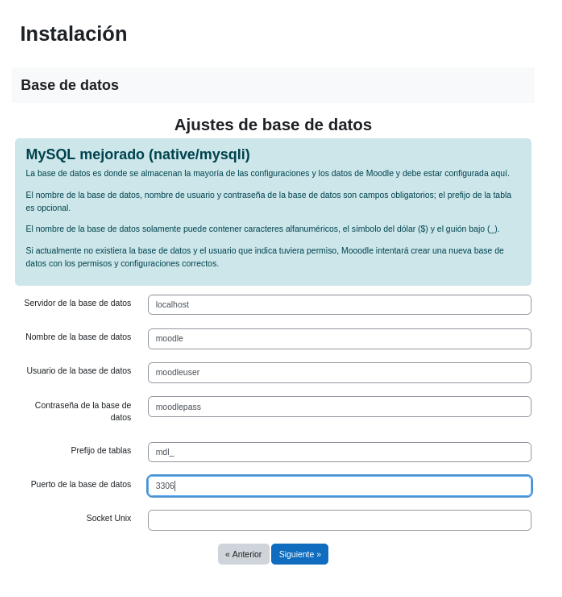 Instalación
Base de datos
Ajustes de base de datos
MySQL mejorado (native/mysqli)
La base de datos es donde se almacenan la mayoría de las configuraciones y los datos de Moodle y debe estar configurada aquí.
El nombre de la base de datos, nombre de usuario y contraseña de la base de datos son campos obligatorios; el prefijo de la tabla
es opcional.
El nombre de la base de datos solamente puede contener caracteres alfanuméricos, el símbolo del dólar ($) y el guión bajo (_).
Si actualmente no existiera la base de datos y el usuario que indica tuviera permiso, Mooodle intentará crear una nueva base de
datos con los permisos y configuraciones correctos.
Servidor de la base de datos localhost
Nombre de la base de datos moodle
Usuario de la base de datos moodleuser
Contraseña de la base de
datos moodlepass
Prefijo de tablas mdl_
Puerto de la base de datos 3306
Socket Unix
« Anterior Siguiente »